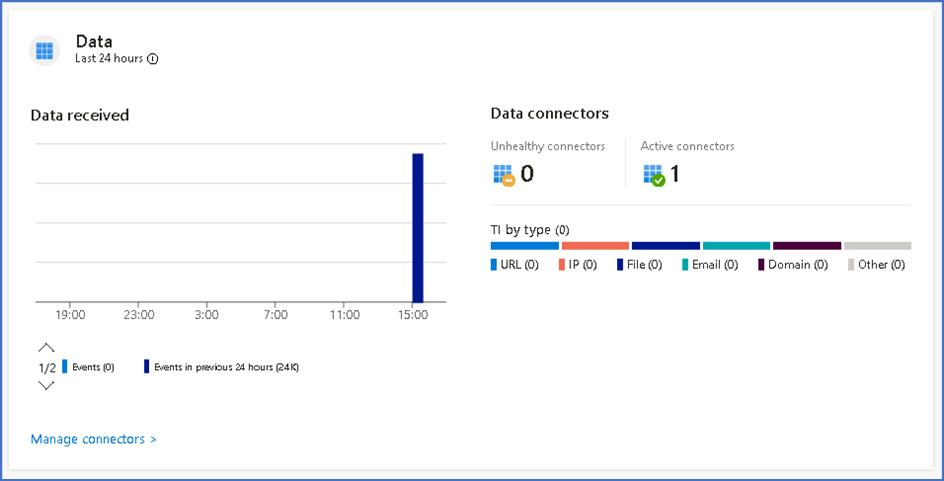 Data
Last 24 hours
Data received
19:00 23:00 3:00 7:00 11:00 15:00
1/2 Events (0) Events in previous 24 hours (24K)
Manage connectors >
Data connectors
Unhealthy connectors Active connectors
0 1
TI by type (0)
URL (0) IP (0) File (0) Email (0) Domain (0) Other (0)